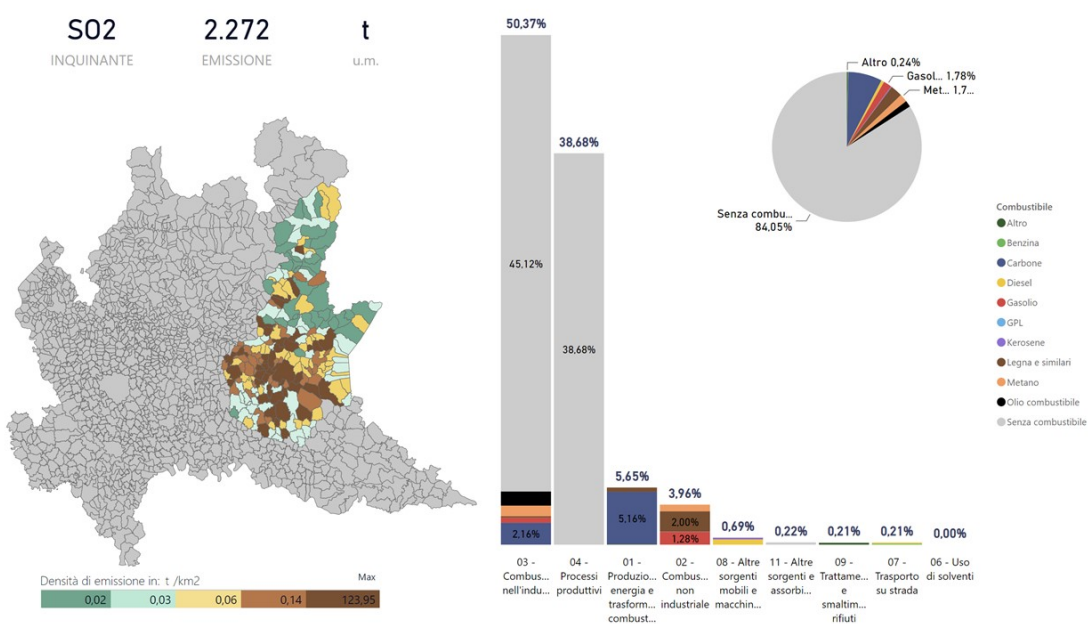 SO2
2.272
t
INQUINANTE
EMISSIONE
u.m.
Densità di emissione in: t /km2
Max
0,02
0,03
0,06
0,14
123,95
50,37%
45,12%
2,16%
38,68%
38,68%
5,65%
5,16%
3,96%
2,00%
1,28%
0,69%
0,22%
0,21%
0,21%
0,00%
03 -
Combus...
nell'indu...
04 -
Processi
produttivi
01 -
Produzio...
energia e
trasform...
combust...
02 -
Combus...
non
industriale
08 - Altre
sorgenti
mobili e
macchin...
11 - Altre
sorgenti e
assorbi...
09 -
Trattame...
e
smaltim...
rifiuti
07 -
Trasporto
su strada
06 - Uso
di solventi
Altro 0,24%
Gasol... 1,78%
Met... 1,7...
Senza combu...
84,05%
Combustibile
Altro
Benzina
Carbone
Diesel
Gasolio
GPL
Kerosene
Legna e similari
Metano
Olio combustibile
Senza combustibile